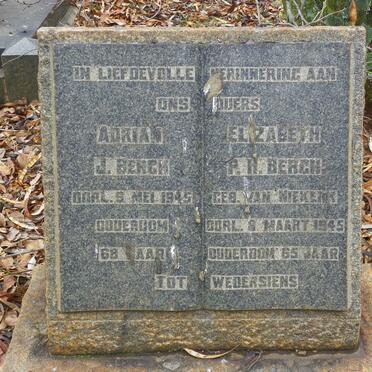 IN LIEFDEVOLLE HERINNERING AAN
ONS OUERS
ADRIAN
J. BERGH
OORL. 5 MEI 1945
OUDERDOM
68 JAAR
ELIZABETH
P. H. BERGH
GEB. VAN NIEKERK
OORL. 8 MAART 1945
OUDERDOM 65 JAAR
TOT WEDERSIENS